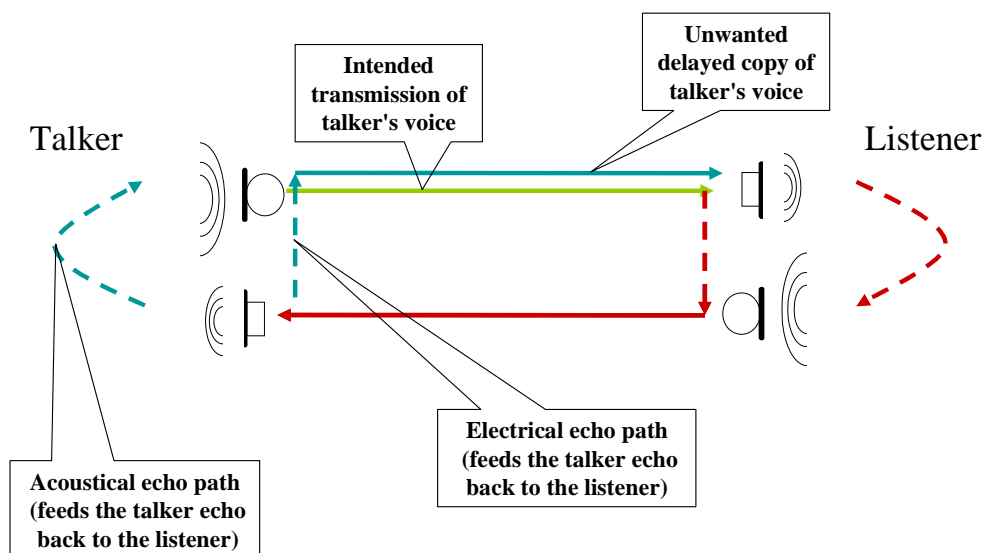 Intended
transmission of
talker's voice
Unwanted
delayed copy of
talker's voice
Talker
Listener
Electrical echo path
(feeds the talker echo
back to the listener)
Acoustical echo path
(feeds the talker echo
back to the listener)